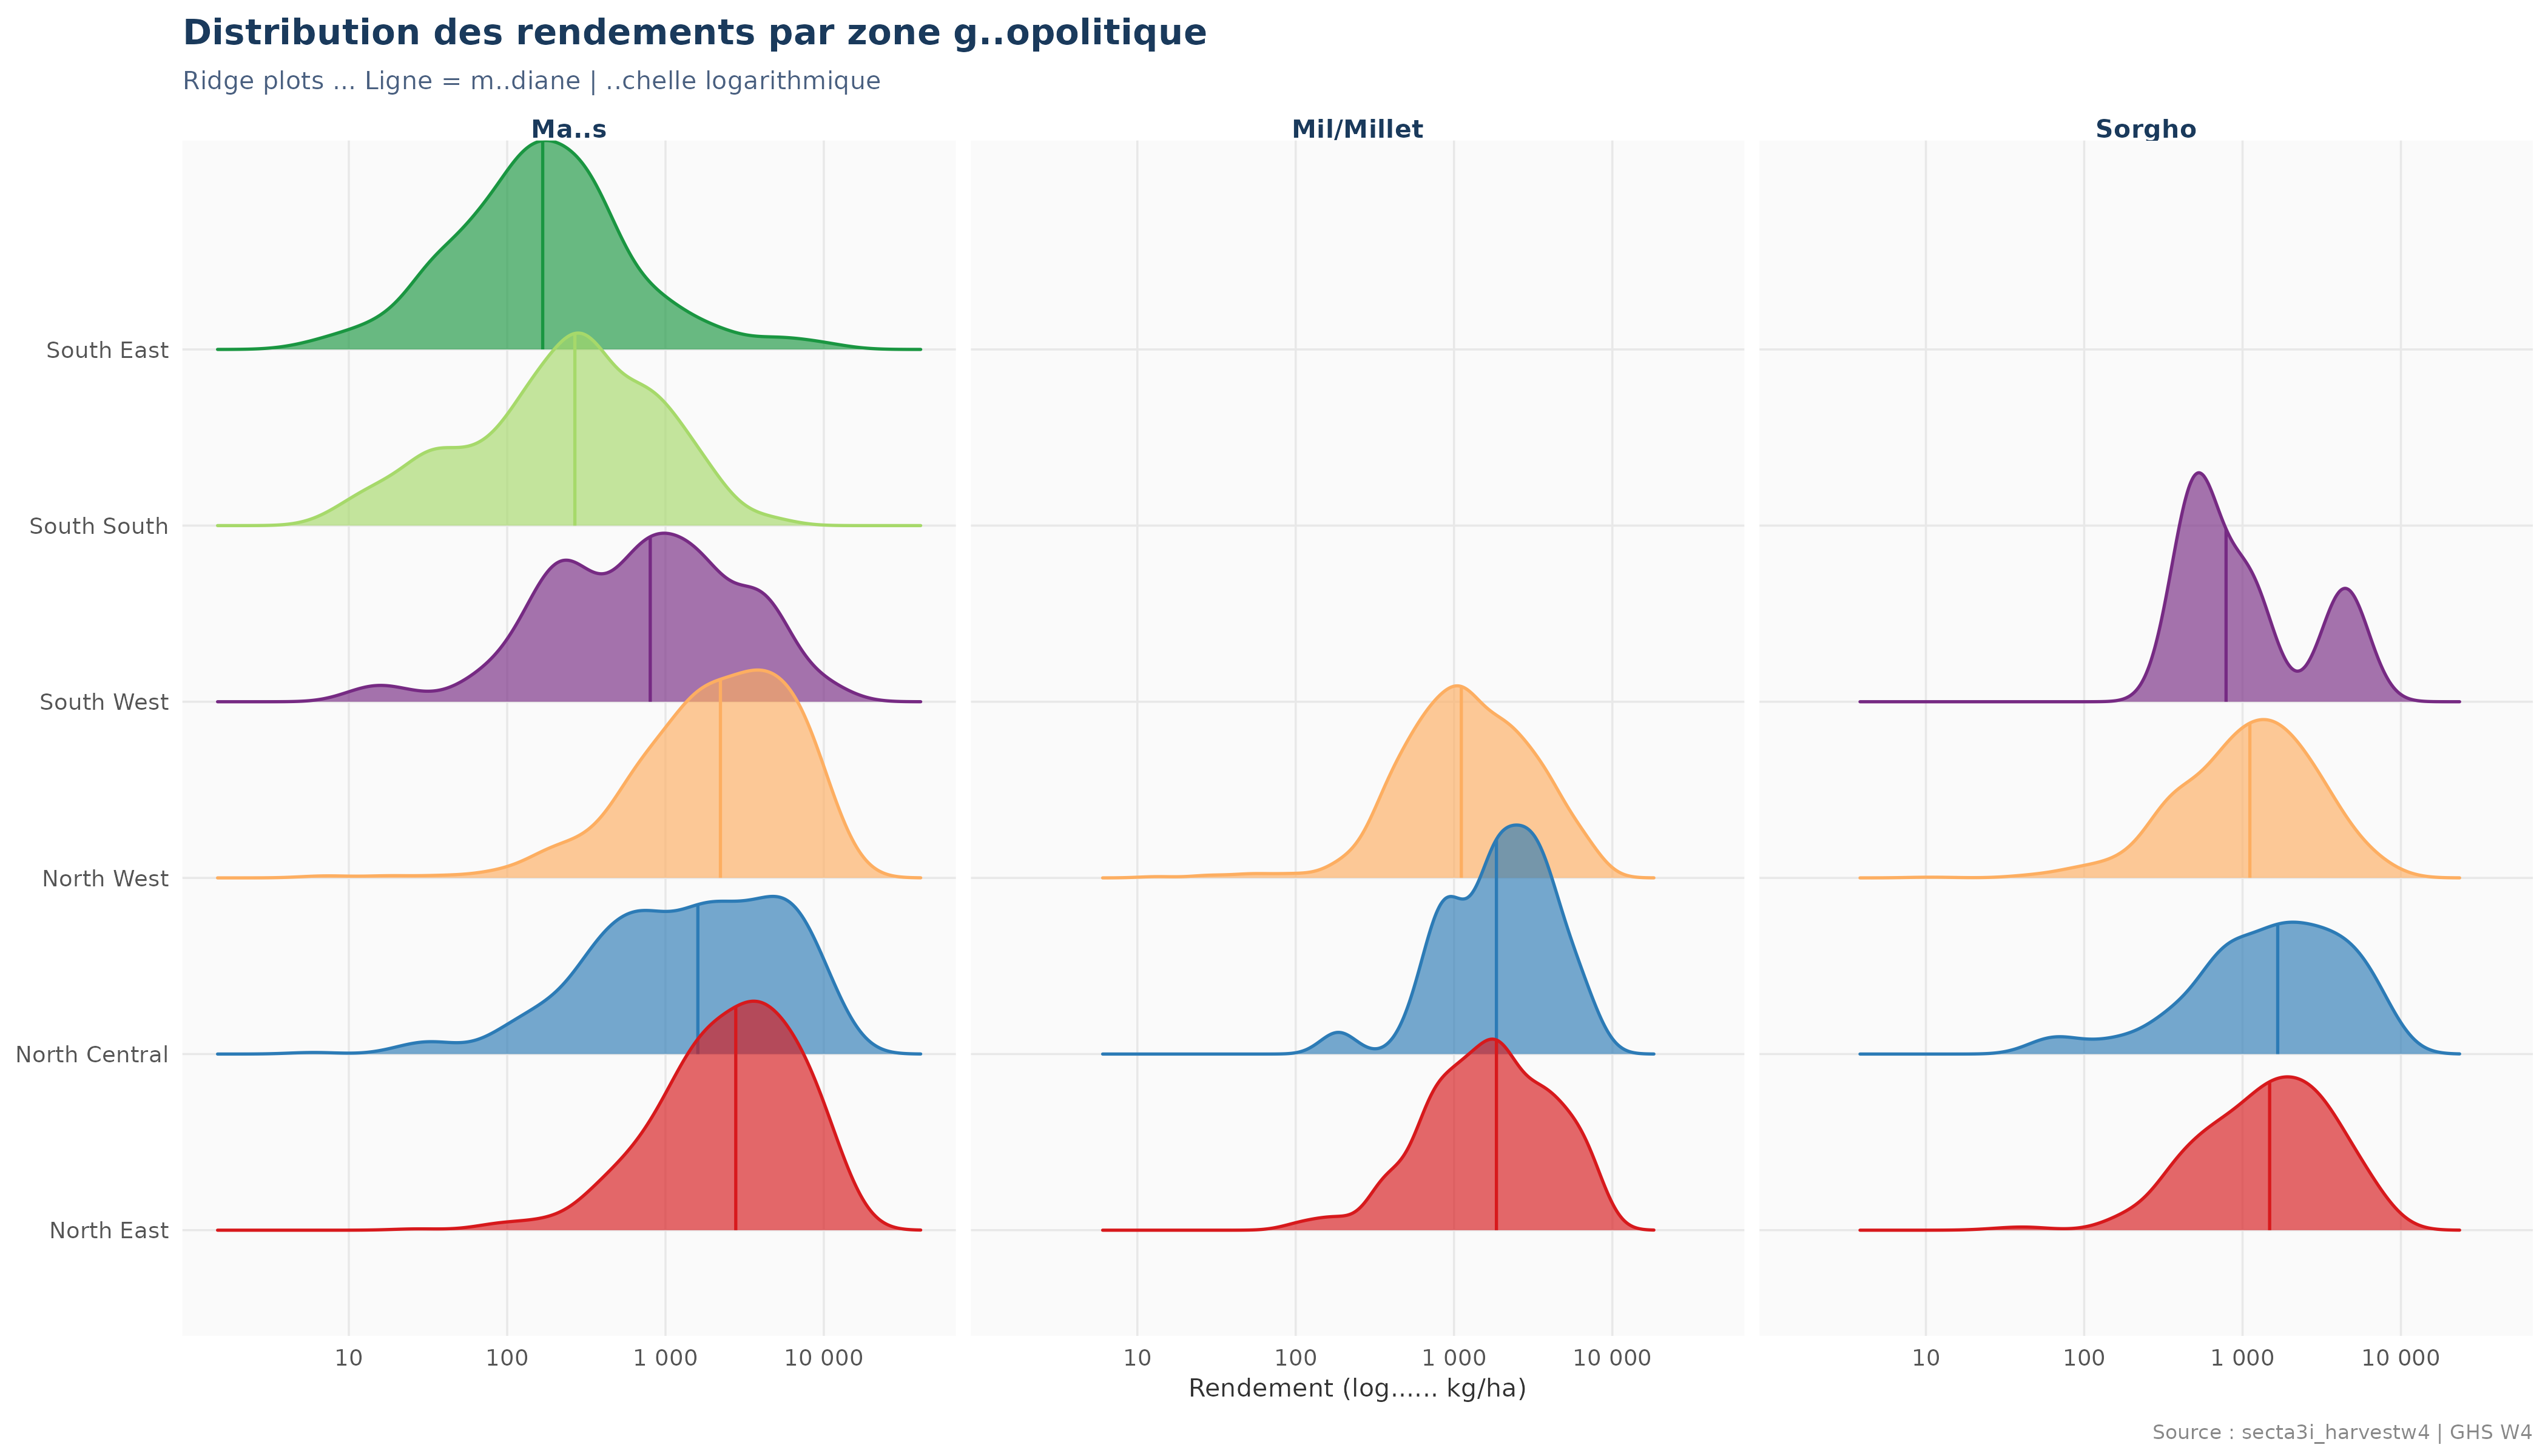 Distribution des rendements par zone g..opolitique
Ridge plots ... Ligne = m..diane | ..chelle logarithmique
Ma..s
Mil/Millet
Sorgho
South East
South South
South West
North West
North Central
North East
10 100 1 000 10 000
10 100 1 000 10 000
10 100 1 000 10 000
Rendement (log...... kg/ha)
Source : secta3i_harvestw4 | GHS W4